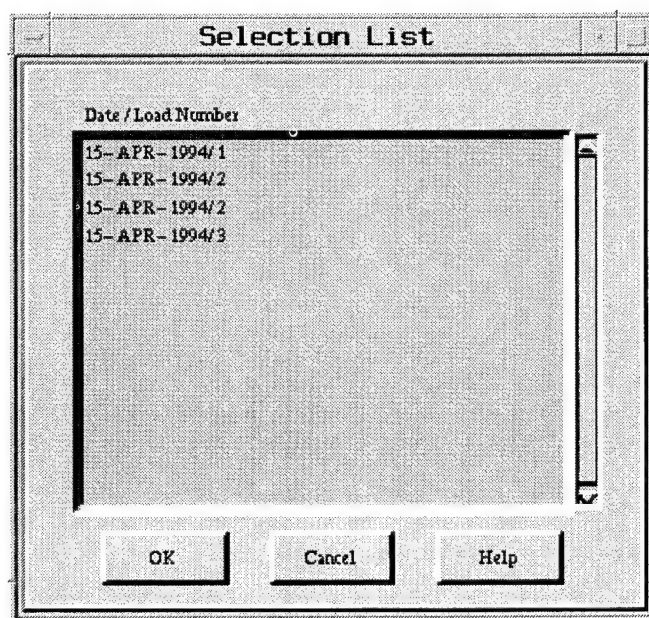 Selection List
Date / Load Number
15-APR-1994/1
15-APR-1994/2
15-APR-1994/2
15-APR-1994/3
OK Cancel Help